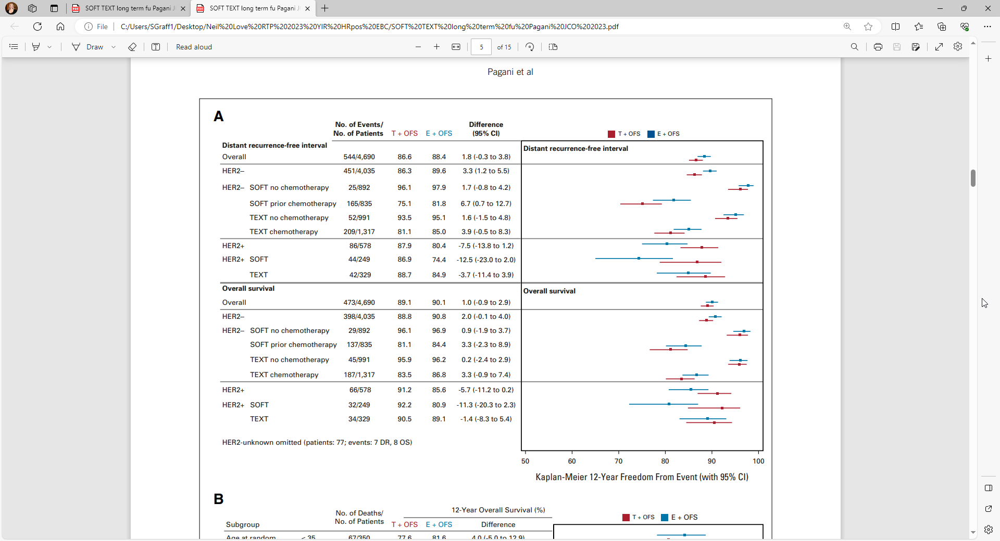 SOFT TEXT long term fu Pagani J
SOFT TEXT long term fu Pagani J
File
C:/Users/SGraff1/Desktop/Neil%20Love%20RTP%202023%20YIR%20HRpos%20EBC/SOFT%20TEXT%20long%20term%20fu%20Pagani%20JCO%202023.pdf
Draw
Read aloud
5 of 15
Pagani et al
A
No. of Events/ Difference
No. of Patients T + OFS E + OFS (95% CI) T + OFS E + OFS
Distant recurrence-free interval Distant recurrence-free interval
Overall 544/4,690 86.6 88.4 1.8 (-0.3 to 3.8)
HER2– 451/4,035 86.3 89.6 3.3 (1.2 to 5.5)
HER2– SOFT no chemotherapy 25/892 96.1 97.9 1.7 (-0.8 to 4.2)
SOFT prior chemotherapy 165/835 75.1 81.8 6.7 (0.7 to 12.7)
TEXT no chemotherapy 52/991 93.5 95.1 1.6 (-1.5 to 4.8)
TEXT chemotherapy 209/1,317 81.1 85.0 3.9 (-0.5 to 8.3)
HER2+ 86/578 87.9 80.4 -7.5 (-13.8 to 1.2)
HER2+ SOFT 44/249 86.9 74.4 -12.5 (-23.0 to 2.0)
TEXT 42/329 88.7 84.9 -3.7 (-11.4 to 3.9)
Overall survival Overall survival
Overall 473/4,690 89.1 90.1 1.0 (-0.9 to 2.9)
HER2– 398/4,035 88.8 90.8 2.0 (-0.1 to 4.0)
HER2– SOFT no chemotherapy 29/892 96.1 96.9 0.9 (-1.9 to 3.7)
SOFT prior chemotherapy 137/835 81.1 84.4 3.3 (-2.3 to 8.9)
TEXT no chemotherapy 45/991 95.9 96.2 0.2 (-2.4 to 2.9)
TEXT chemotherapy 187/1,317 83.5 86.8 3.3 (-0.9 to 7.4)
HER2+ 66/578 91.2 85.6 -5.7 (-11.2 to 0.2)
HER2+ SOFT 32/249 92.2 80.9 -11.3 (-20.3 to 2.3)
TEXT 34/329 90.5 89.1 -1.4 (-8.3 to 5.4)
HER2-unknown omitted (patients: 77; events: 7 DR, 8 OS)
50 60 70 80 90 100
Kaplan-Meier 12-Year Freedom From Event (with 95% CI)
B
No. of Deaths/ 12-Year Overall Survival (%)
Subgroup No. of Patients T + OFS E + OFS Difference T + OFS E + OFS
Age at random < 35 67/350 77.6 81.6 4.0 (-5.0 to 12.9)